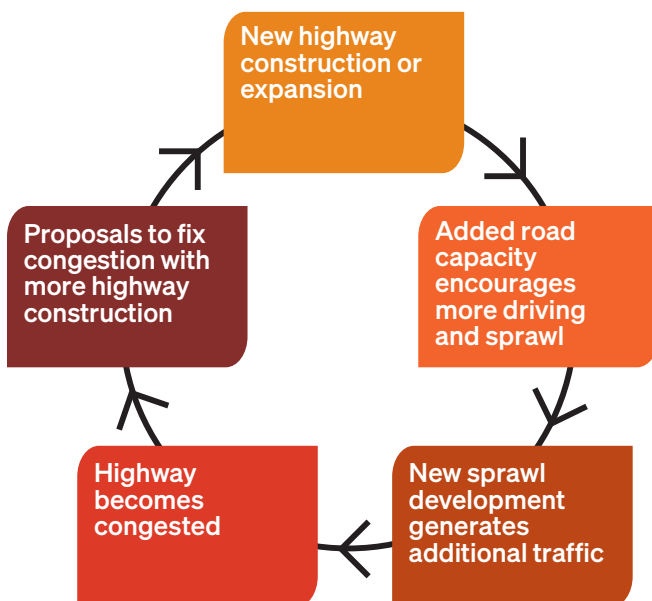 New highway
construction or
expansion
Added road
capacity
encourages
more driving
and sprawl
New sprawl
development
generates
additional traffic
Highway
becomes
congested
Proposals to fix
congestion with
more highway
construction